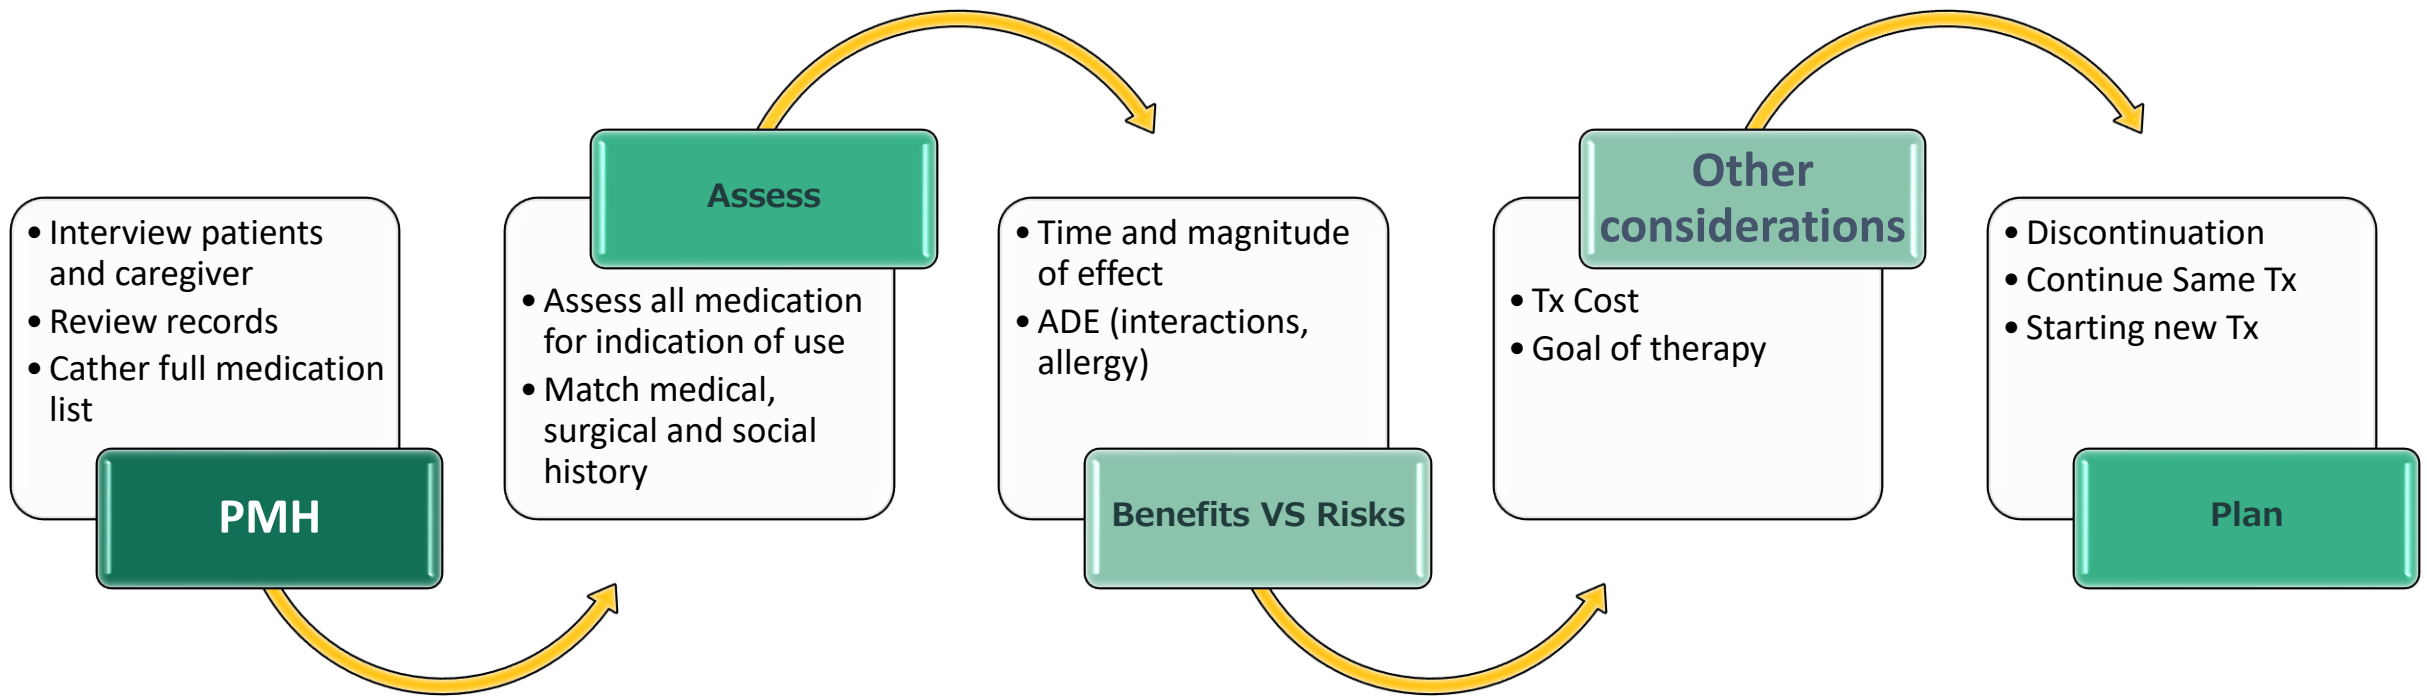 • Interview patients
and caregiver
• Review records
• Cather full medication
list
PMH
Assess
• Assess all medication
for indication of use
• Match medical,
surgical and social
history
• Time and magnitude
of effect
• ADE (interactions,
allergy)
Benefits VS Risks
Other
considerations
• Tx Cost
• Goal of therapy
• Discontinuation
• Continue Same Tx
• Starting new Tx
Plan